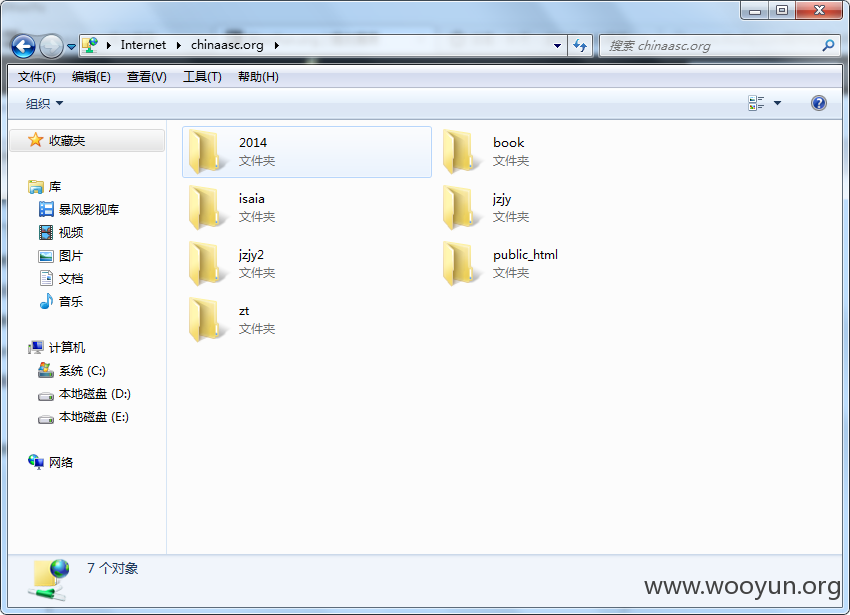 Internet
chinaasc.org
搜索 chinaasc.org
文件(F)
编辑(E)
查看(V)
工具(T)
帮助(H)
组织
收藏夹
库
暴风影视库
视频
图片
文档
音乐
计算机
系统 (C:)
本地磁盘 (D:)
本地磁盘 (E:)
网络
2014
文件夹
book
文件夹
isaia
文件夹
jzjy
文件夹
jzjy2
文件夹
public_html
文件夹
zt
文件夹
7 个对象
www.wooyun.org